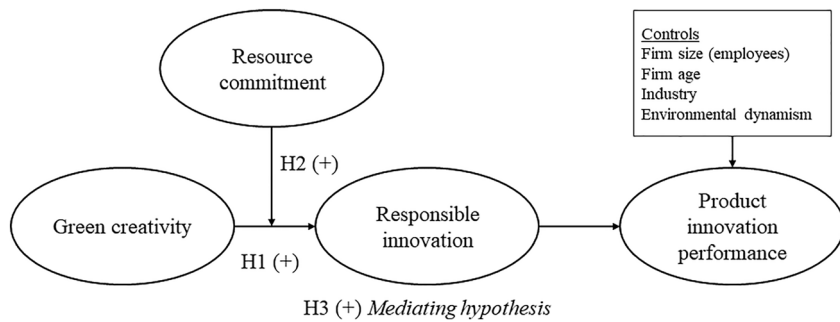 Resource
commitment
Controls
Firm size (employees)
Firm age
Industry
Environmental dynamism
H2 (+)
Green creativity
H1 (+)
Responsible
innovation
Product
innovation
performance
H3 (+) Mediating hypothesis